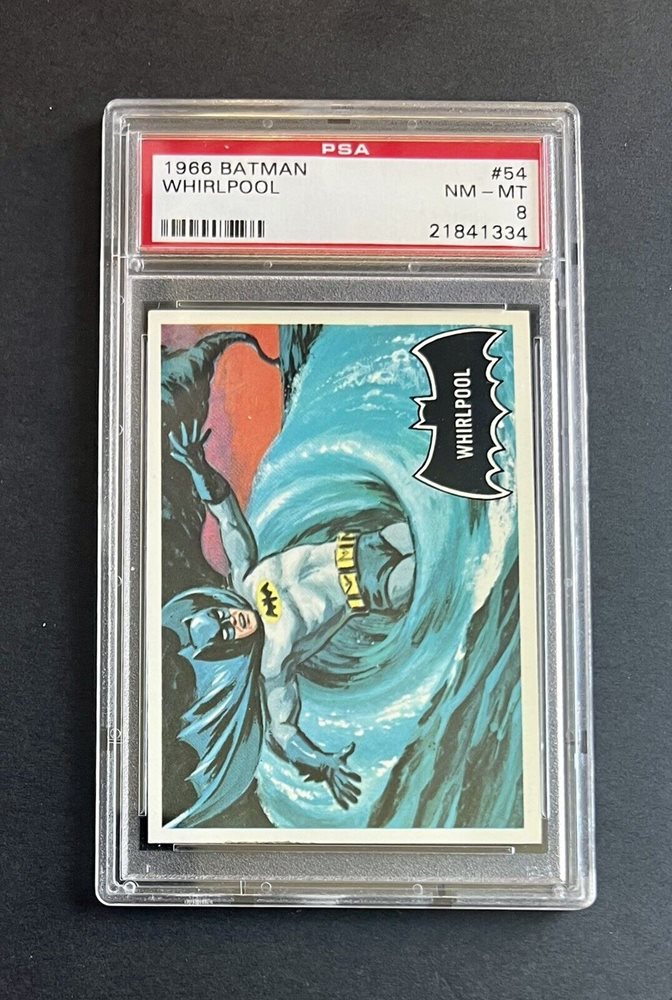 PSA
1966 BATMAN #54
WHIRLPOOL NM - MT
8
21841334
WHIRLPOOL